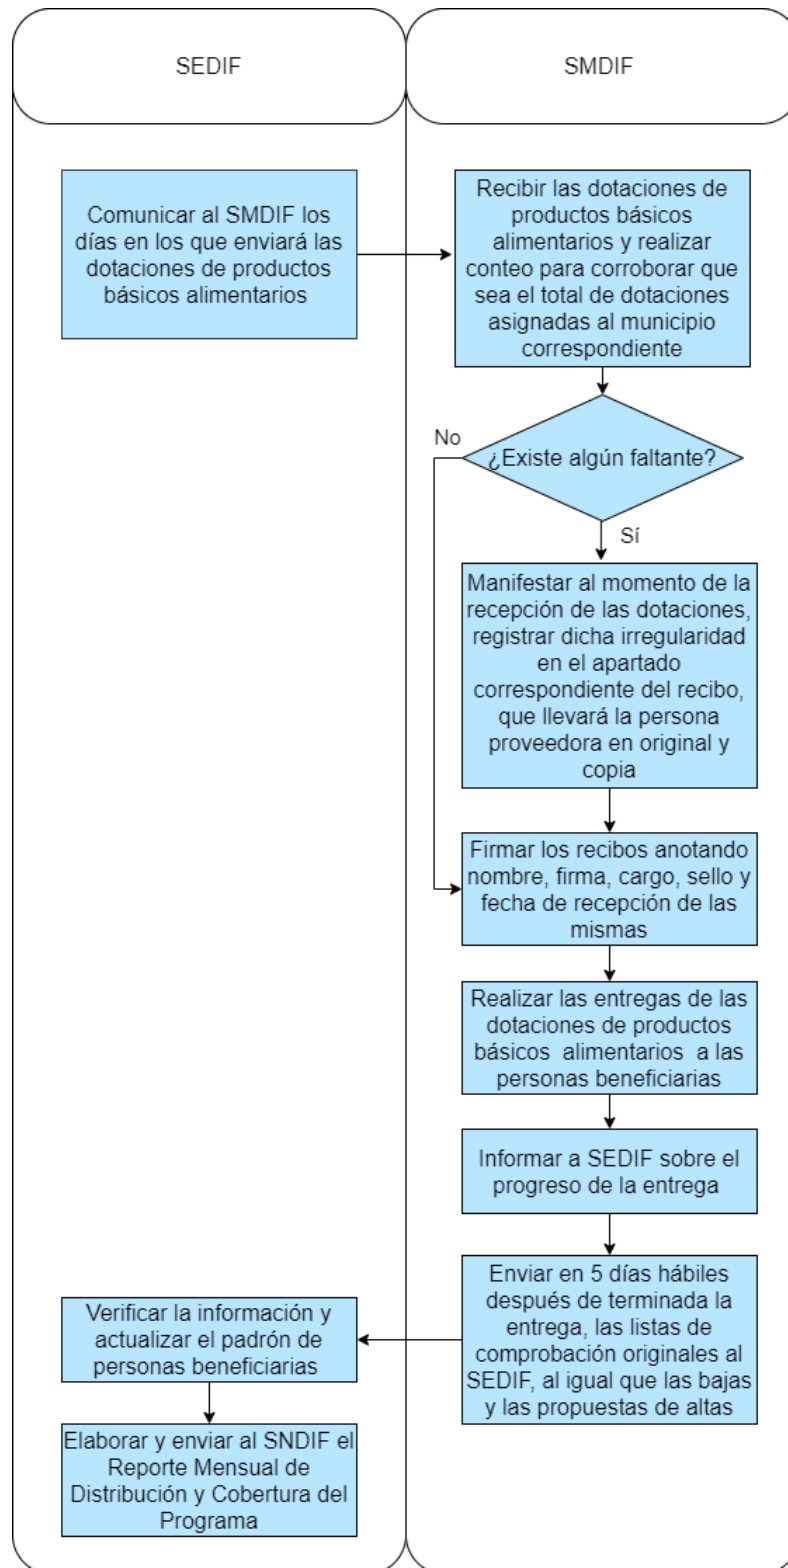 SEDIF
SMDIF
Comunicar al SMDIF los
días en los que enviará las
dotaciones de productos
básicos alimentarios
Recibir las dotaciones de
productos básicos
alimentarios y realizar
conteo para corroborar que
sea el total de dotaciones
asignadas al municipio
correspondiente
¿Existe algún faltante?
No
Sí
Manifestar al momento de la
recepción de las dotaciones,
registrar dicha irregularidad
en el apartado
correspondiente del recibo,
que llevará la persona
proveedora en original y
copia
Firmar los recibos anotando
nombre, firma, cargo, sello y
fecha de recepción de las
mismas
Realizar las entregas de las
dotaciones de productos
básicos alimentarios a las
personas beneficiarias
Informar a SEDIF sobre el
progreso de la entrega
Enviar en 5 días hábiles
después de terminada la
entrega, las listas de
comprobación originales al
SEDIF, al igual que las bajas
y las propuestas de altas
Verificar la información y
actualizar el padrón de
personas beneficiarias
Elaborar y enviar al SNDIF el
Reporte Mensual de
Distribución y Cobertura del
Programa